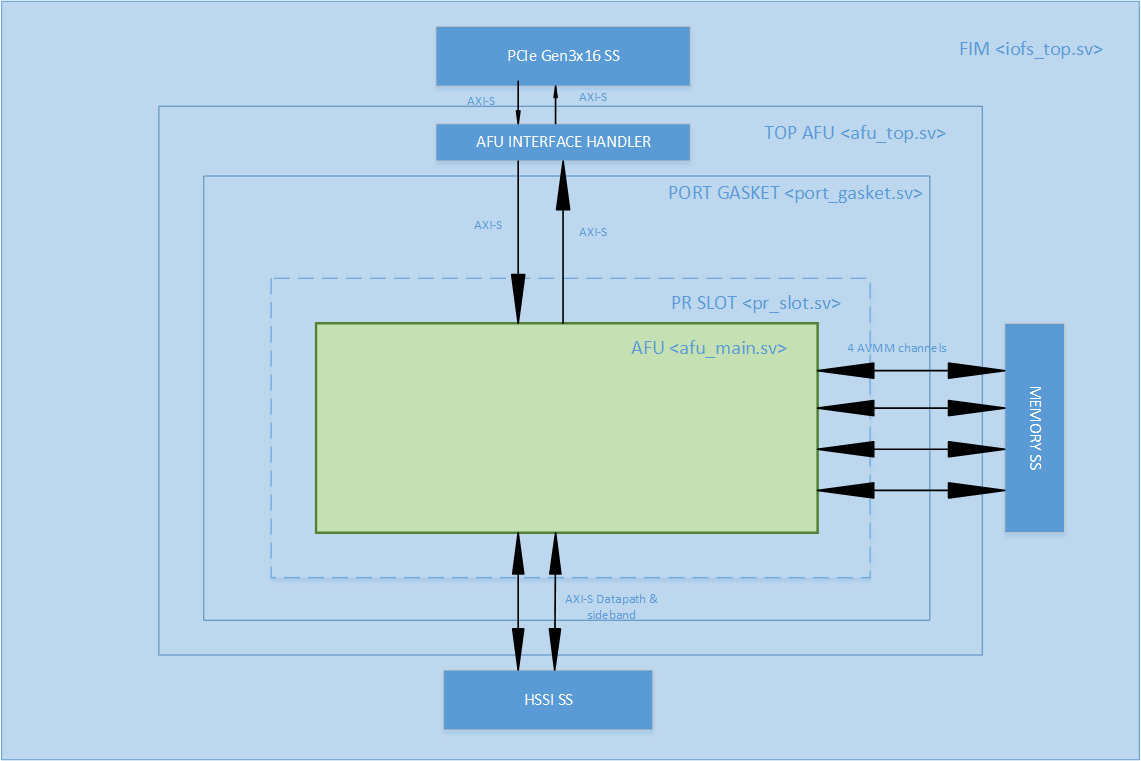 PCIe Gen3x16 SS
FIM <iofs_top.sv>
AXI-S
AXI-S
TOP AFU <afu_top.sv>
AFU INTERFACE HANDLER
PORT GASKET <port_gasket.sv>
AXI-S
AXI-S
PR SLOT <pr_slot.sv>
AFU <afu_main.sv>
4 AVMM channels
MEMORY SS
AXI-S Datapath &
sideband
HSSI SS